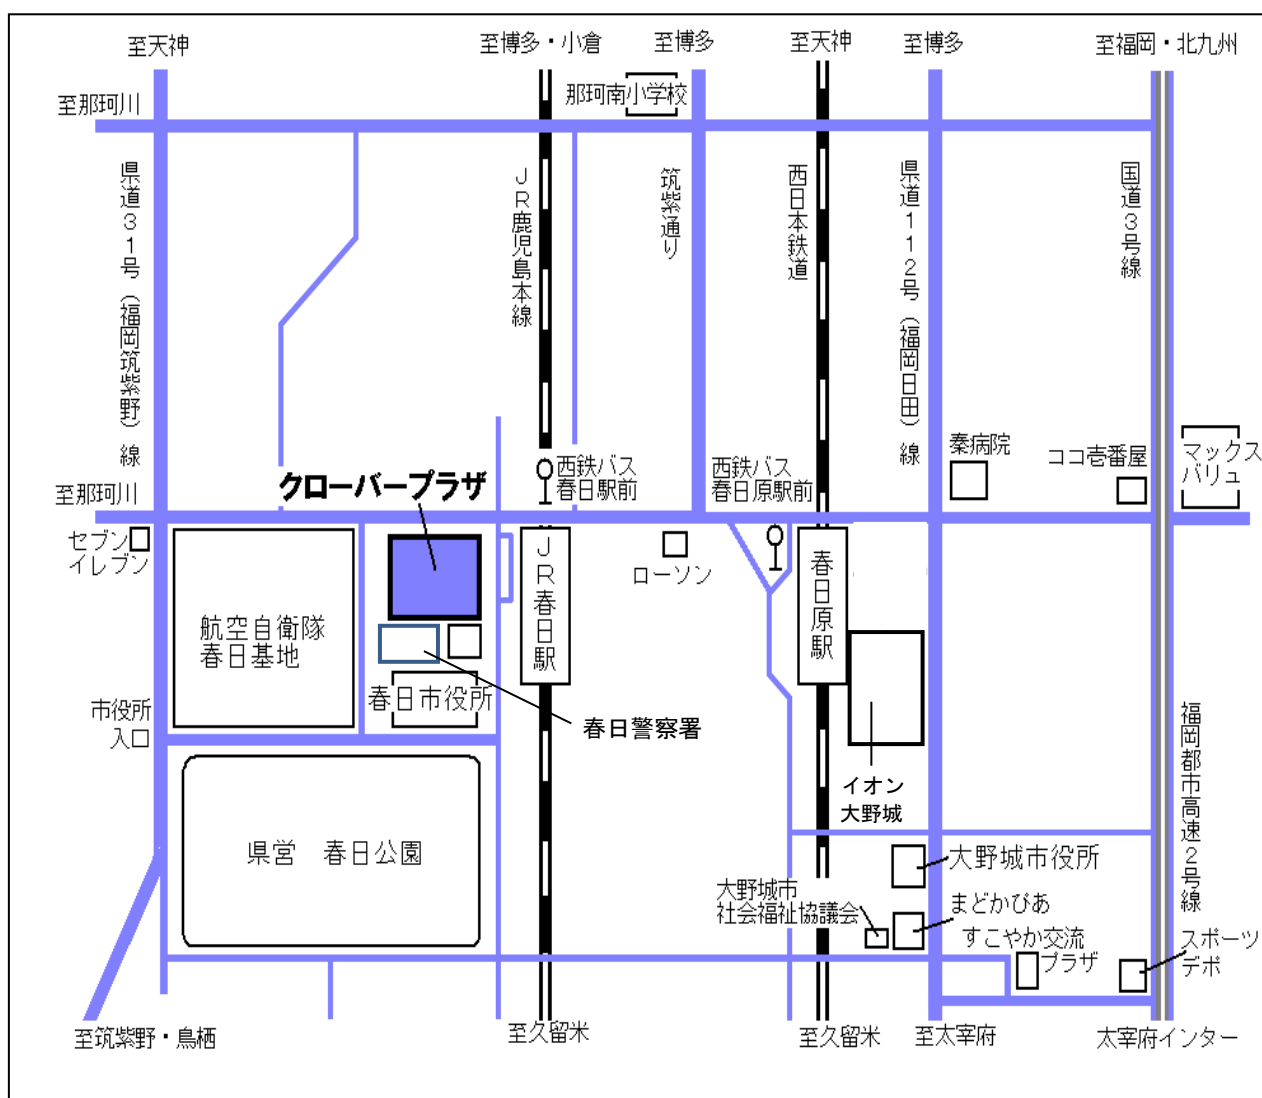 至天神
至博多・小倉
至博多
至天神
至博多
至福岡・北九州
至那珂川
那珂南小学校
県道31号（福岡筑紫野）線
JR鹿児島本線
筑紫通り
西日本鉄道
県道112号（福岡日田）線
国道3号線
秦病院
ココ壱番屋
マックス
バリュ
西鉄バス
春日駅前
西鉄バス
春日原駅前
クローバープラザ
至那珂川
セブン
イレブン
JR春日駅
ローソン
春日原駅
航空自衛隊
春日基地
春日市役所
春日警察署
市役所
入口
イオン
大野城
福岡都市高速2号線
県営　春日公園
大野城市役所
大野城市
社会福祉協議会
まどかぴあ
すこやか交流
プラザ
スポーツ
デポ
至筑紫野・鳥栖
至久留米
至久留米
至太宰府
太宰府インター